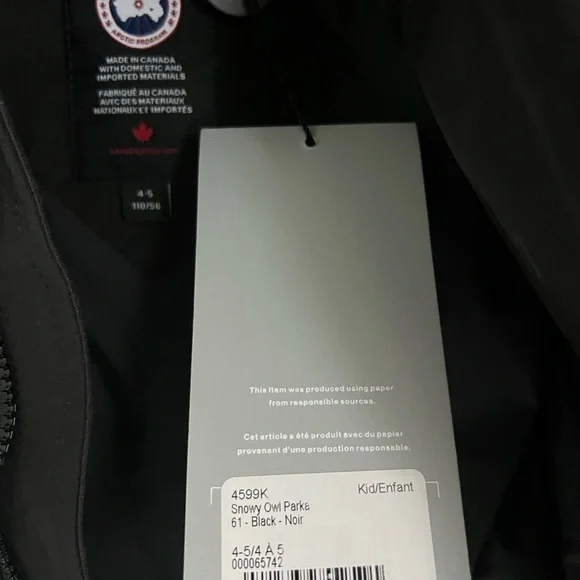 ARCTIC PROGRAM
MADE IN CANADA
WITH DOMESTIC AND
IMPORTED MATERIALS
FABRIQUÉ AU CANADA
AVEC DES MATERIAUX
NATIONAUX ET IMPORTÉS
4-5
110/56
This item was produced using paper
from responsible sources.
Cet article a été produit avec du papier
provenant d'une production responsable.
4599K Kid/Enfant
Snowy Owl Parka
61 - Black - Noir
4-5/4 À 5
000065742